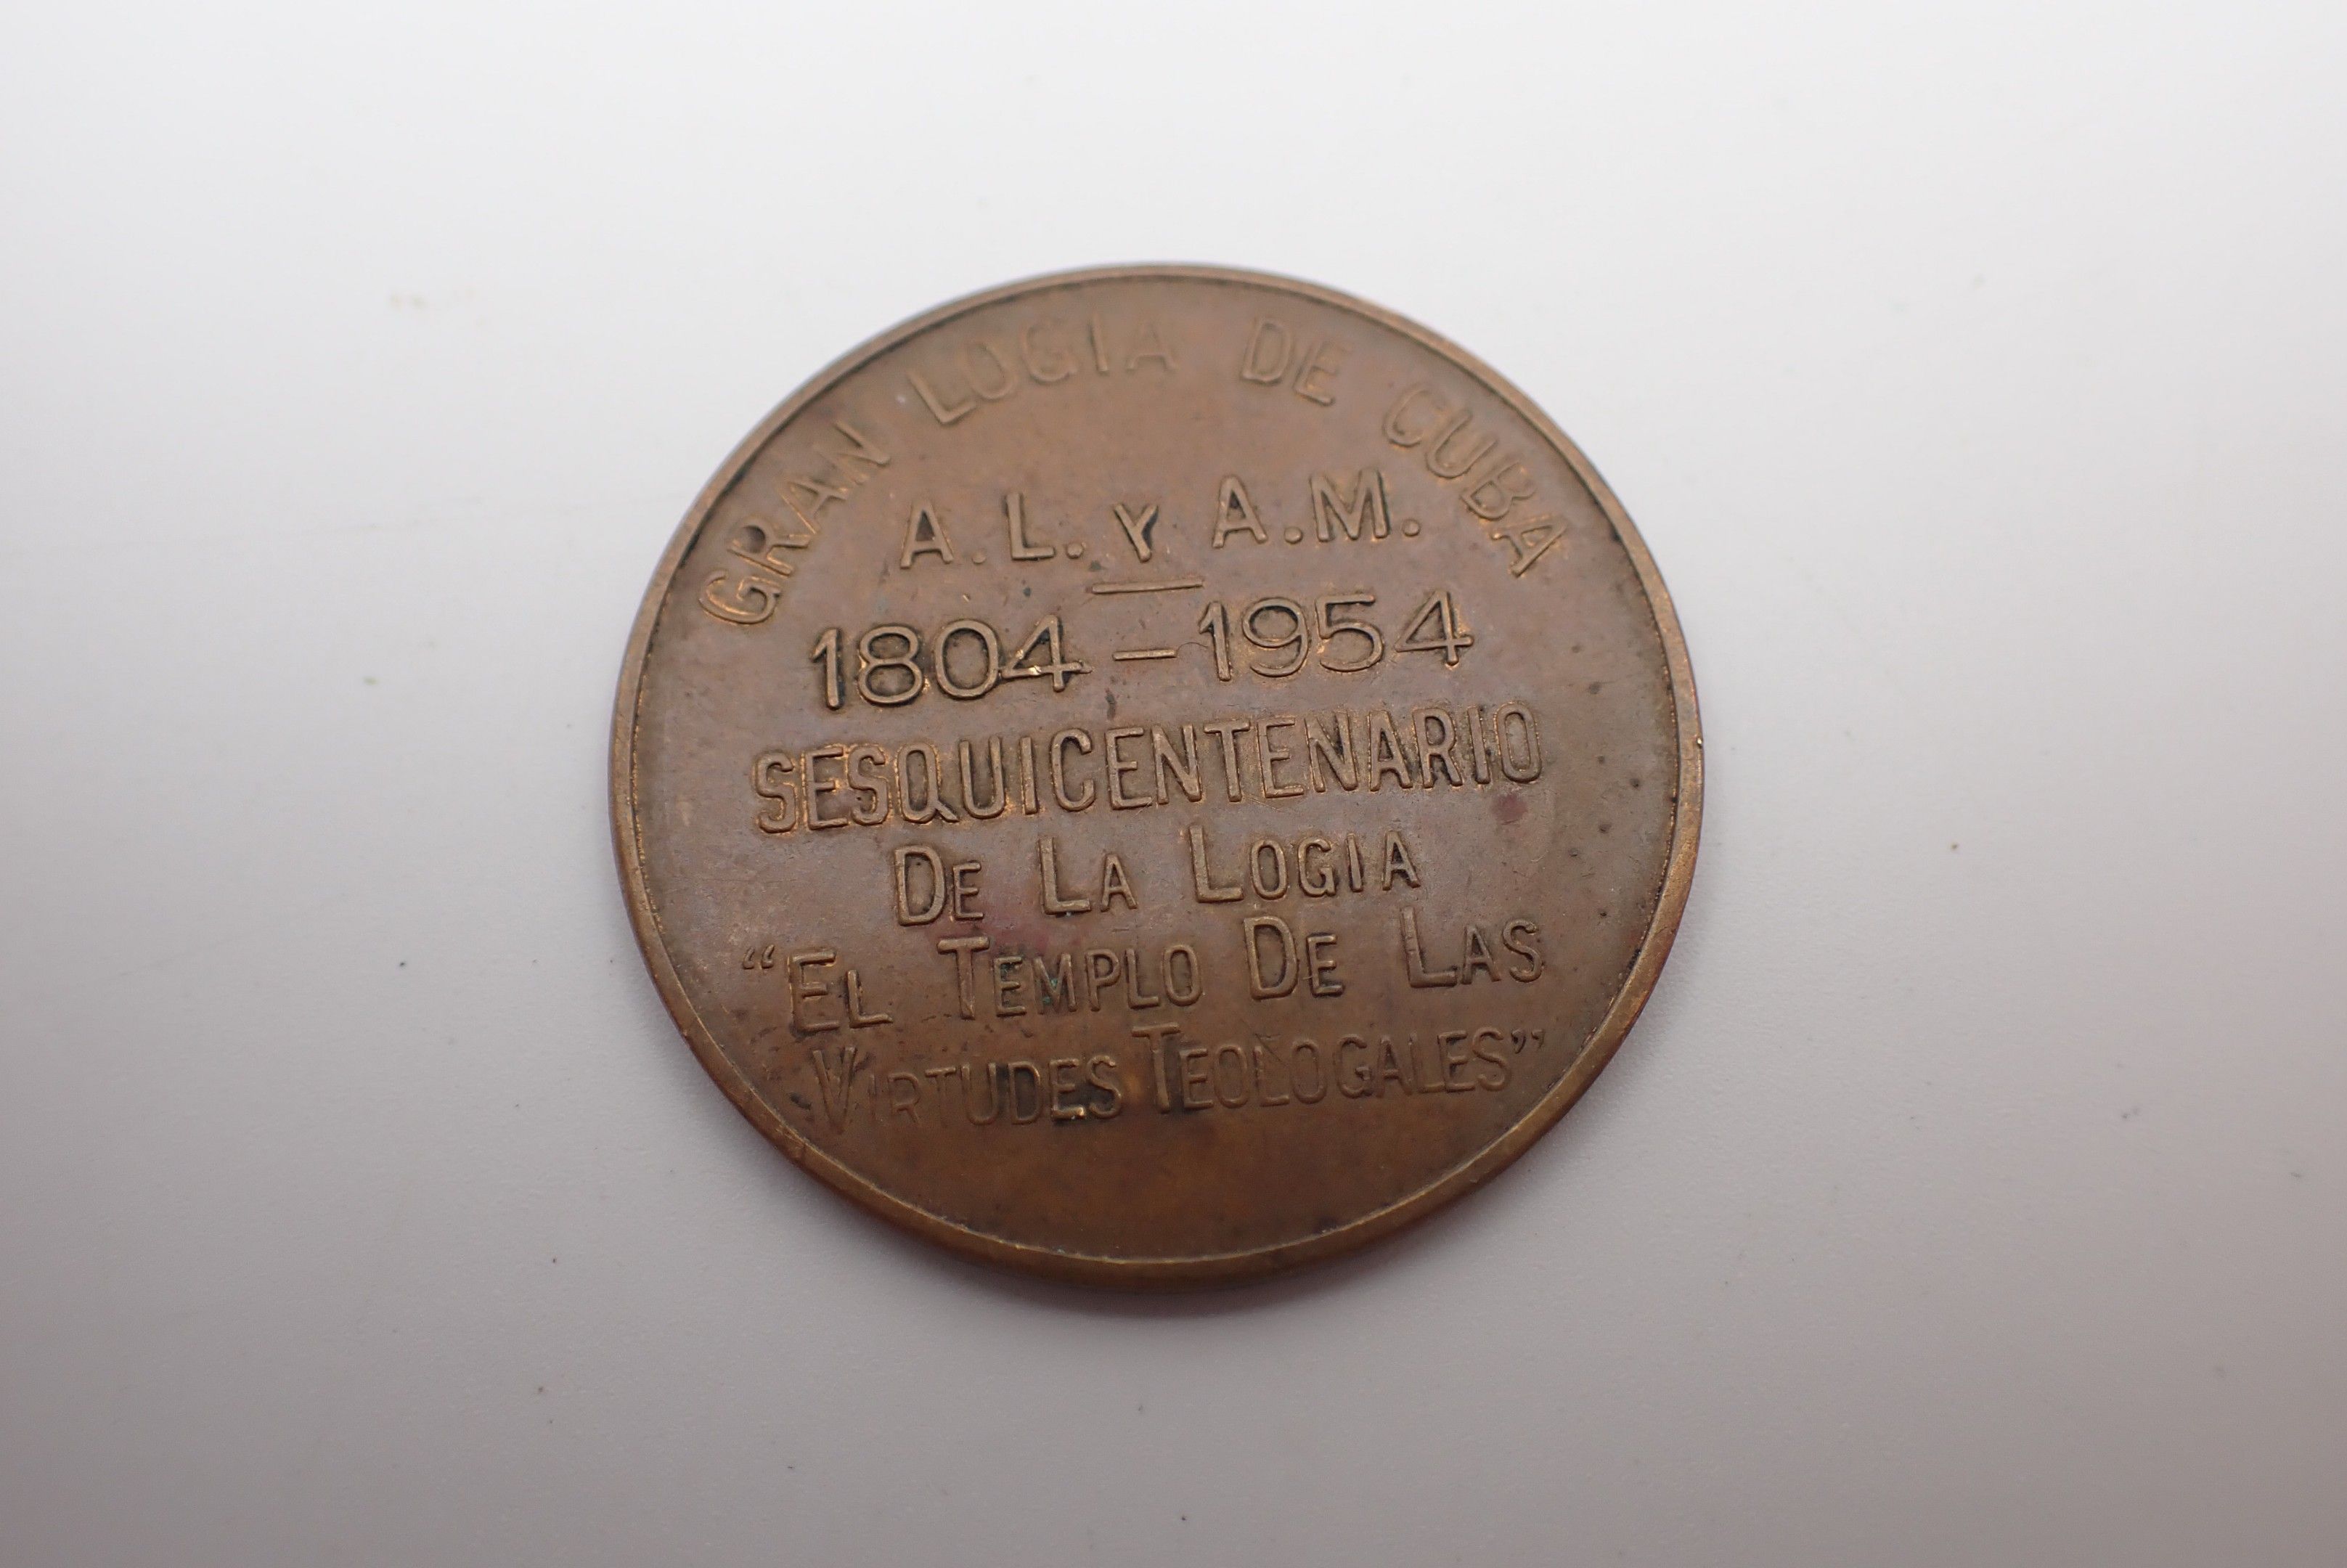 GRAN LOGIA DE CUBA
A.L. Y A.M.
1804-1954
SESQUICENTENARIO
DE LA LOGIA
“EL TEMPLO DE LAS
VIRTUDES TEOLOGALES”